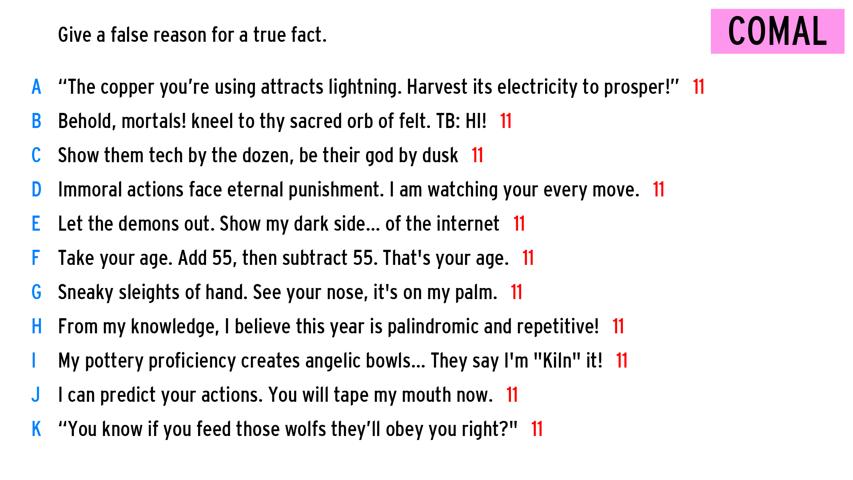 Give a false reason for a true fact.
COMAL
A “The copper you’re using attracts lightning. Harvest its electricity to prosper!” 11
B Behold, mortals! kneel to thy sacred orb of felt. TB: HI! 11
C Show them tech by the dozen, be their god by dusk 11
D Immoral actions face eternal punishment. I am watching your every move. 11
E Let the demons out. Show my dark side... of the internet 11
F Take your age. Add 55, then subtract 55. That's your age. 11
G Sneaky sleights of hand. See your nose, it's on my palm. 11
H From my knowledge, I believe this year is palindromic and repetitive! 11
I My pottery proficiency creates angelic bowls... They say I'm "Kiln" it! 11
J I can predict your actions. You will tape my mouth now. 11
K “You know if you feed those wolfs they’ll obey you right?" 11